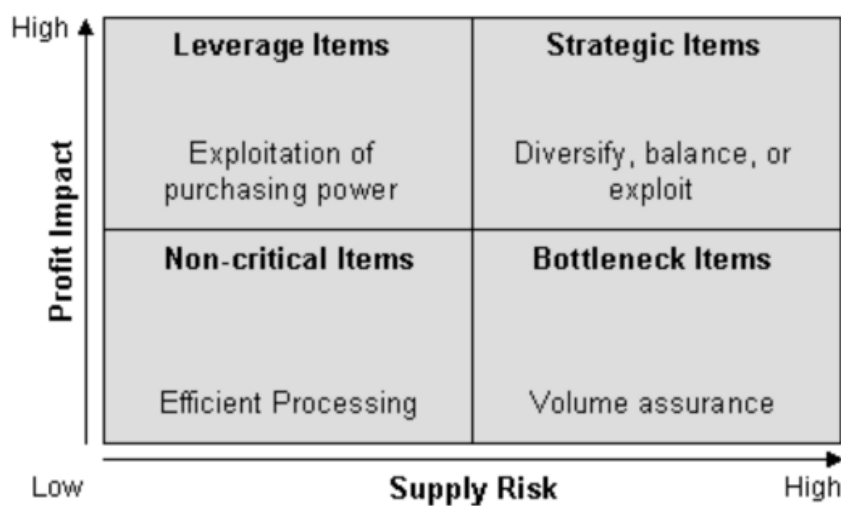 High
Leverage Items
Strategic Items
Exploitation of
purchasing power
Diversify, balance, or
exploit
Profit Impact
Non-critical Items
Bottleneck Items
Efficient Processing
Volume assurance
Low
Supply Risk
High